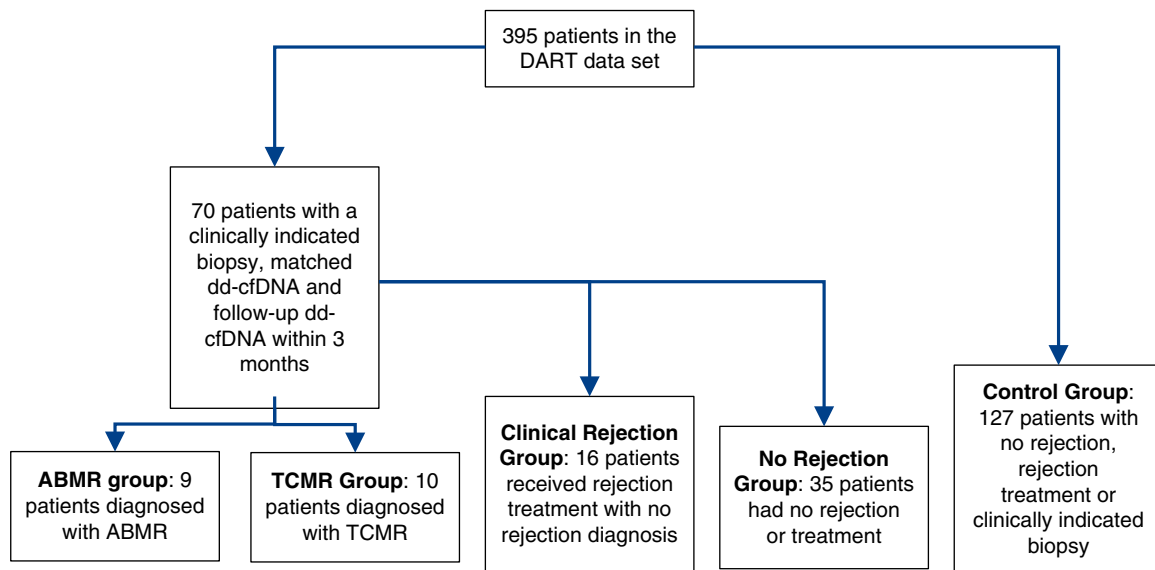 395 patients in the
DART data set
70 patients with a
clinically indicated
biopsy, matched
dd-cfDNA and
follow-up dd-
cfDNA within 3
months
ABMR group: 9
patients diagnosed
with ABMR
TCMR Group: 10
patients diagnosed
with TCMR
Clinical Rejection
Group: 16 patients
received rejection
treatment with no
rejection diagnosis
No Rejection
Group: 35 patients
had no rejection
or treatment
Control Group:
127 patients with
no rejection,
rejection
treatment or
clinically indicated
biopsy